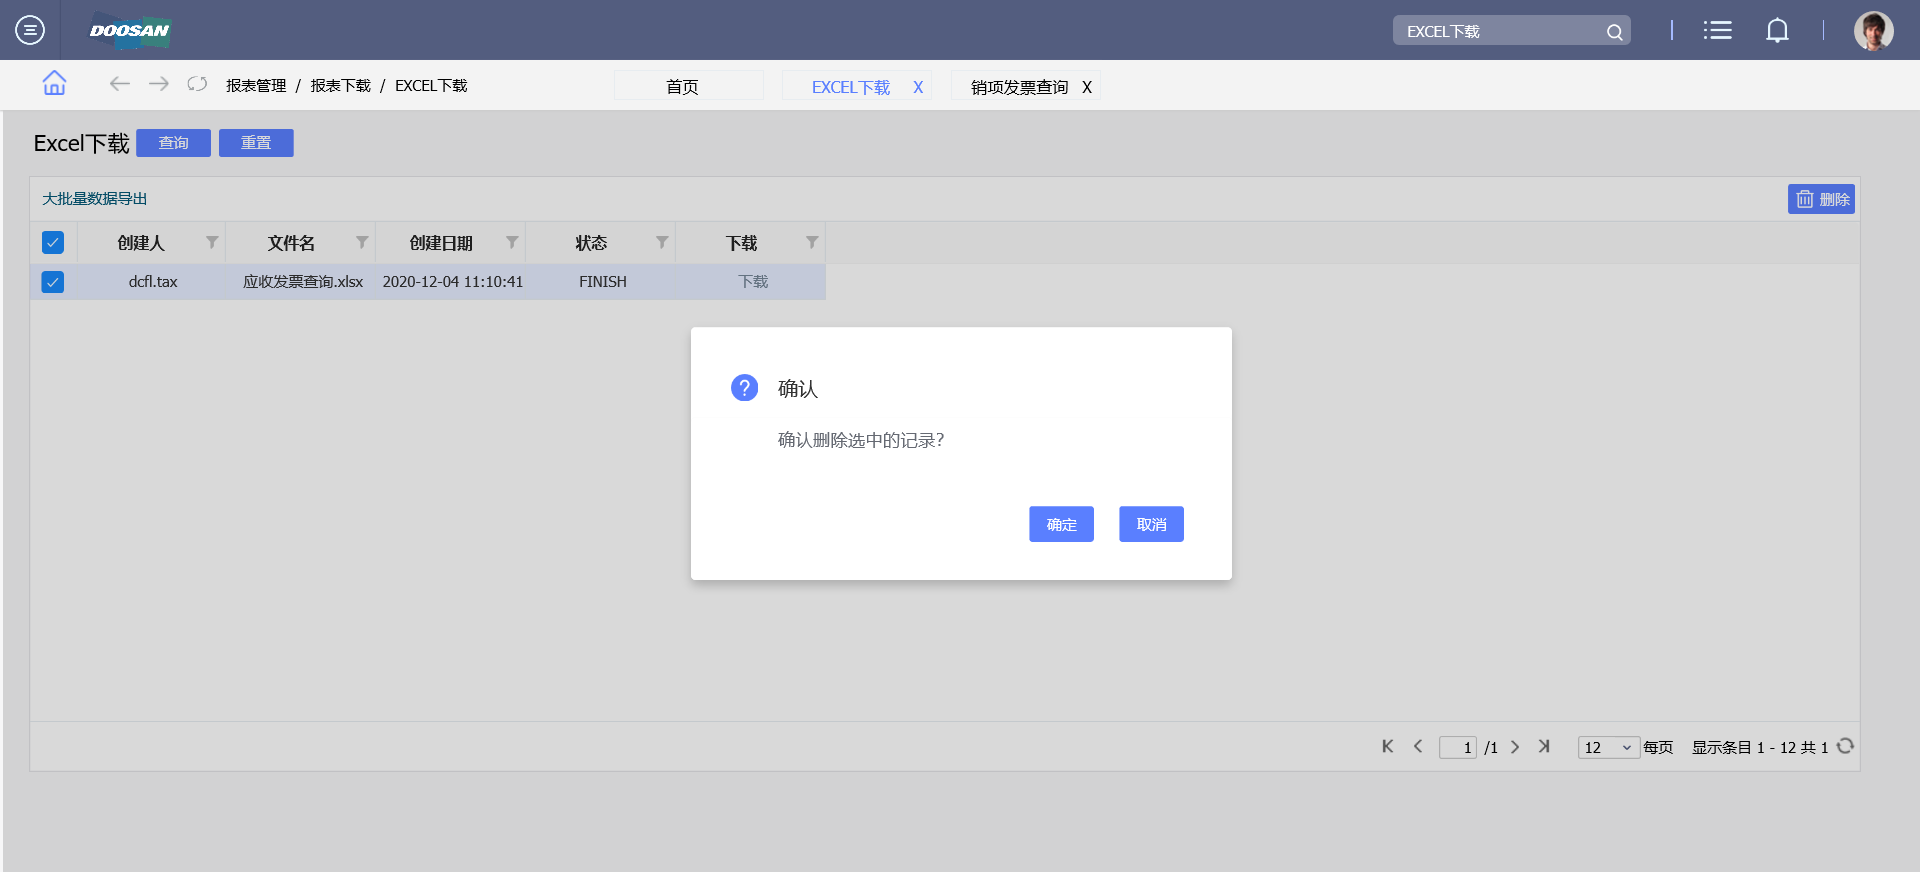 DOOSAN
EXCEL下载
报表管理 / 报表下载 / EXCEL下载
首页
EXCEL下载 X
销项发票查询 X
Excel下载 查询 重置
大批量数据导出
删除
创建人 文件名 创建日期 状态 下载
dcfl.tax 应收发票查询.xlsx 2020-12-04 11:10:41 FINISH 下载
确认
确认删除选中的记录?
确定 取消
1 /1 12 每页 显示条目 1 - 12 共 1